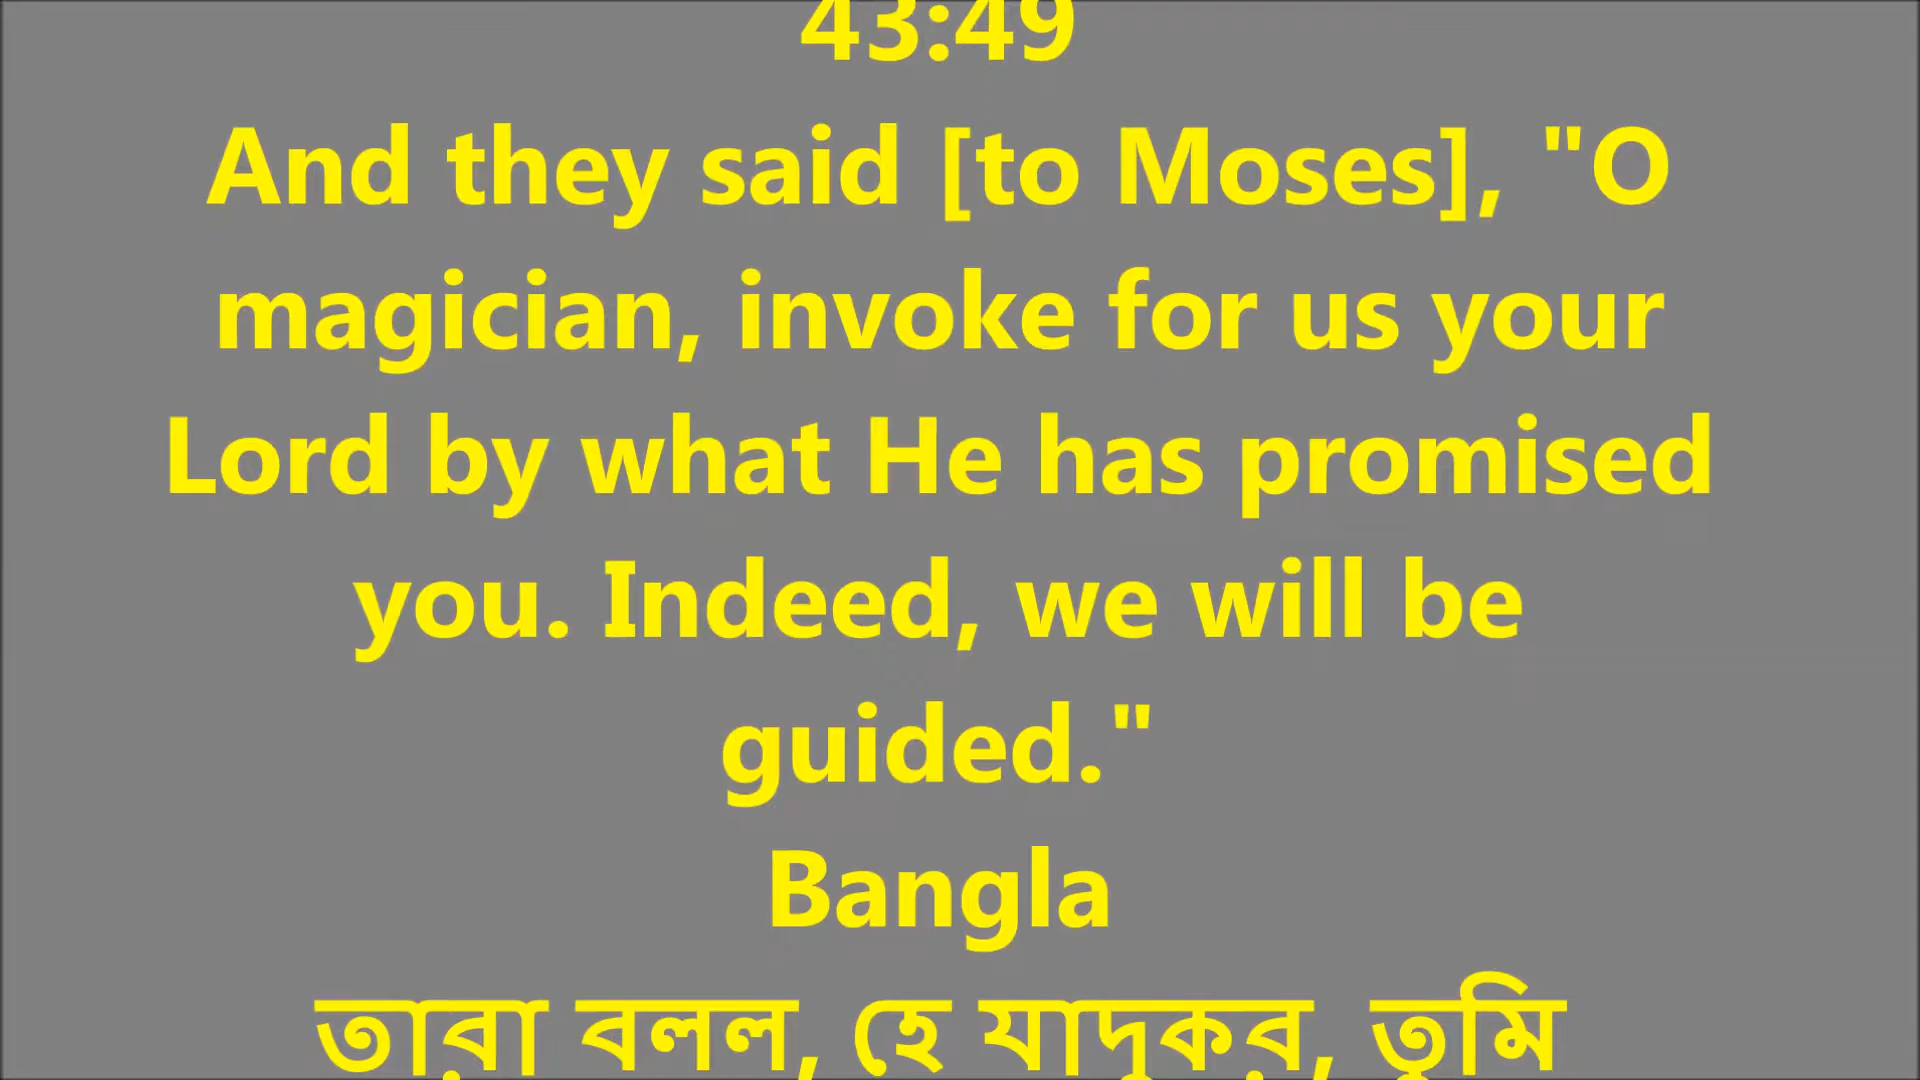 43:49
And they said [to Moses], "O
magician, invoke for us your
Lord by what He has promised
you. Indeed, we will be
guided."
Bangla
তারা বলল, হে যাদুকর, তুমি